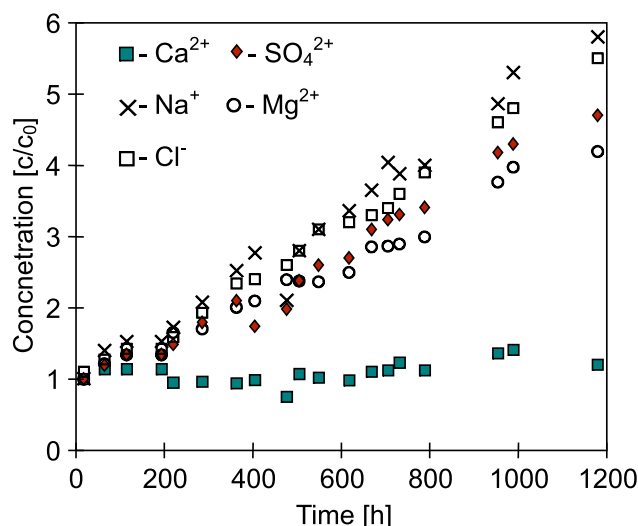 6
5
4
3
2
1
0
Concnetration [c/c₀]
- Ca²⁺ - SO₄²⁺
- Na⁺ - Mg²⁺
- Cl⁻
0 200 400 600 800 1000 1200
Time [h]